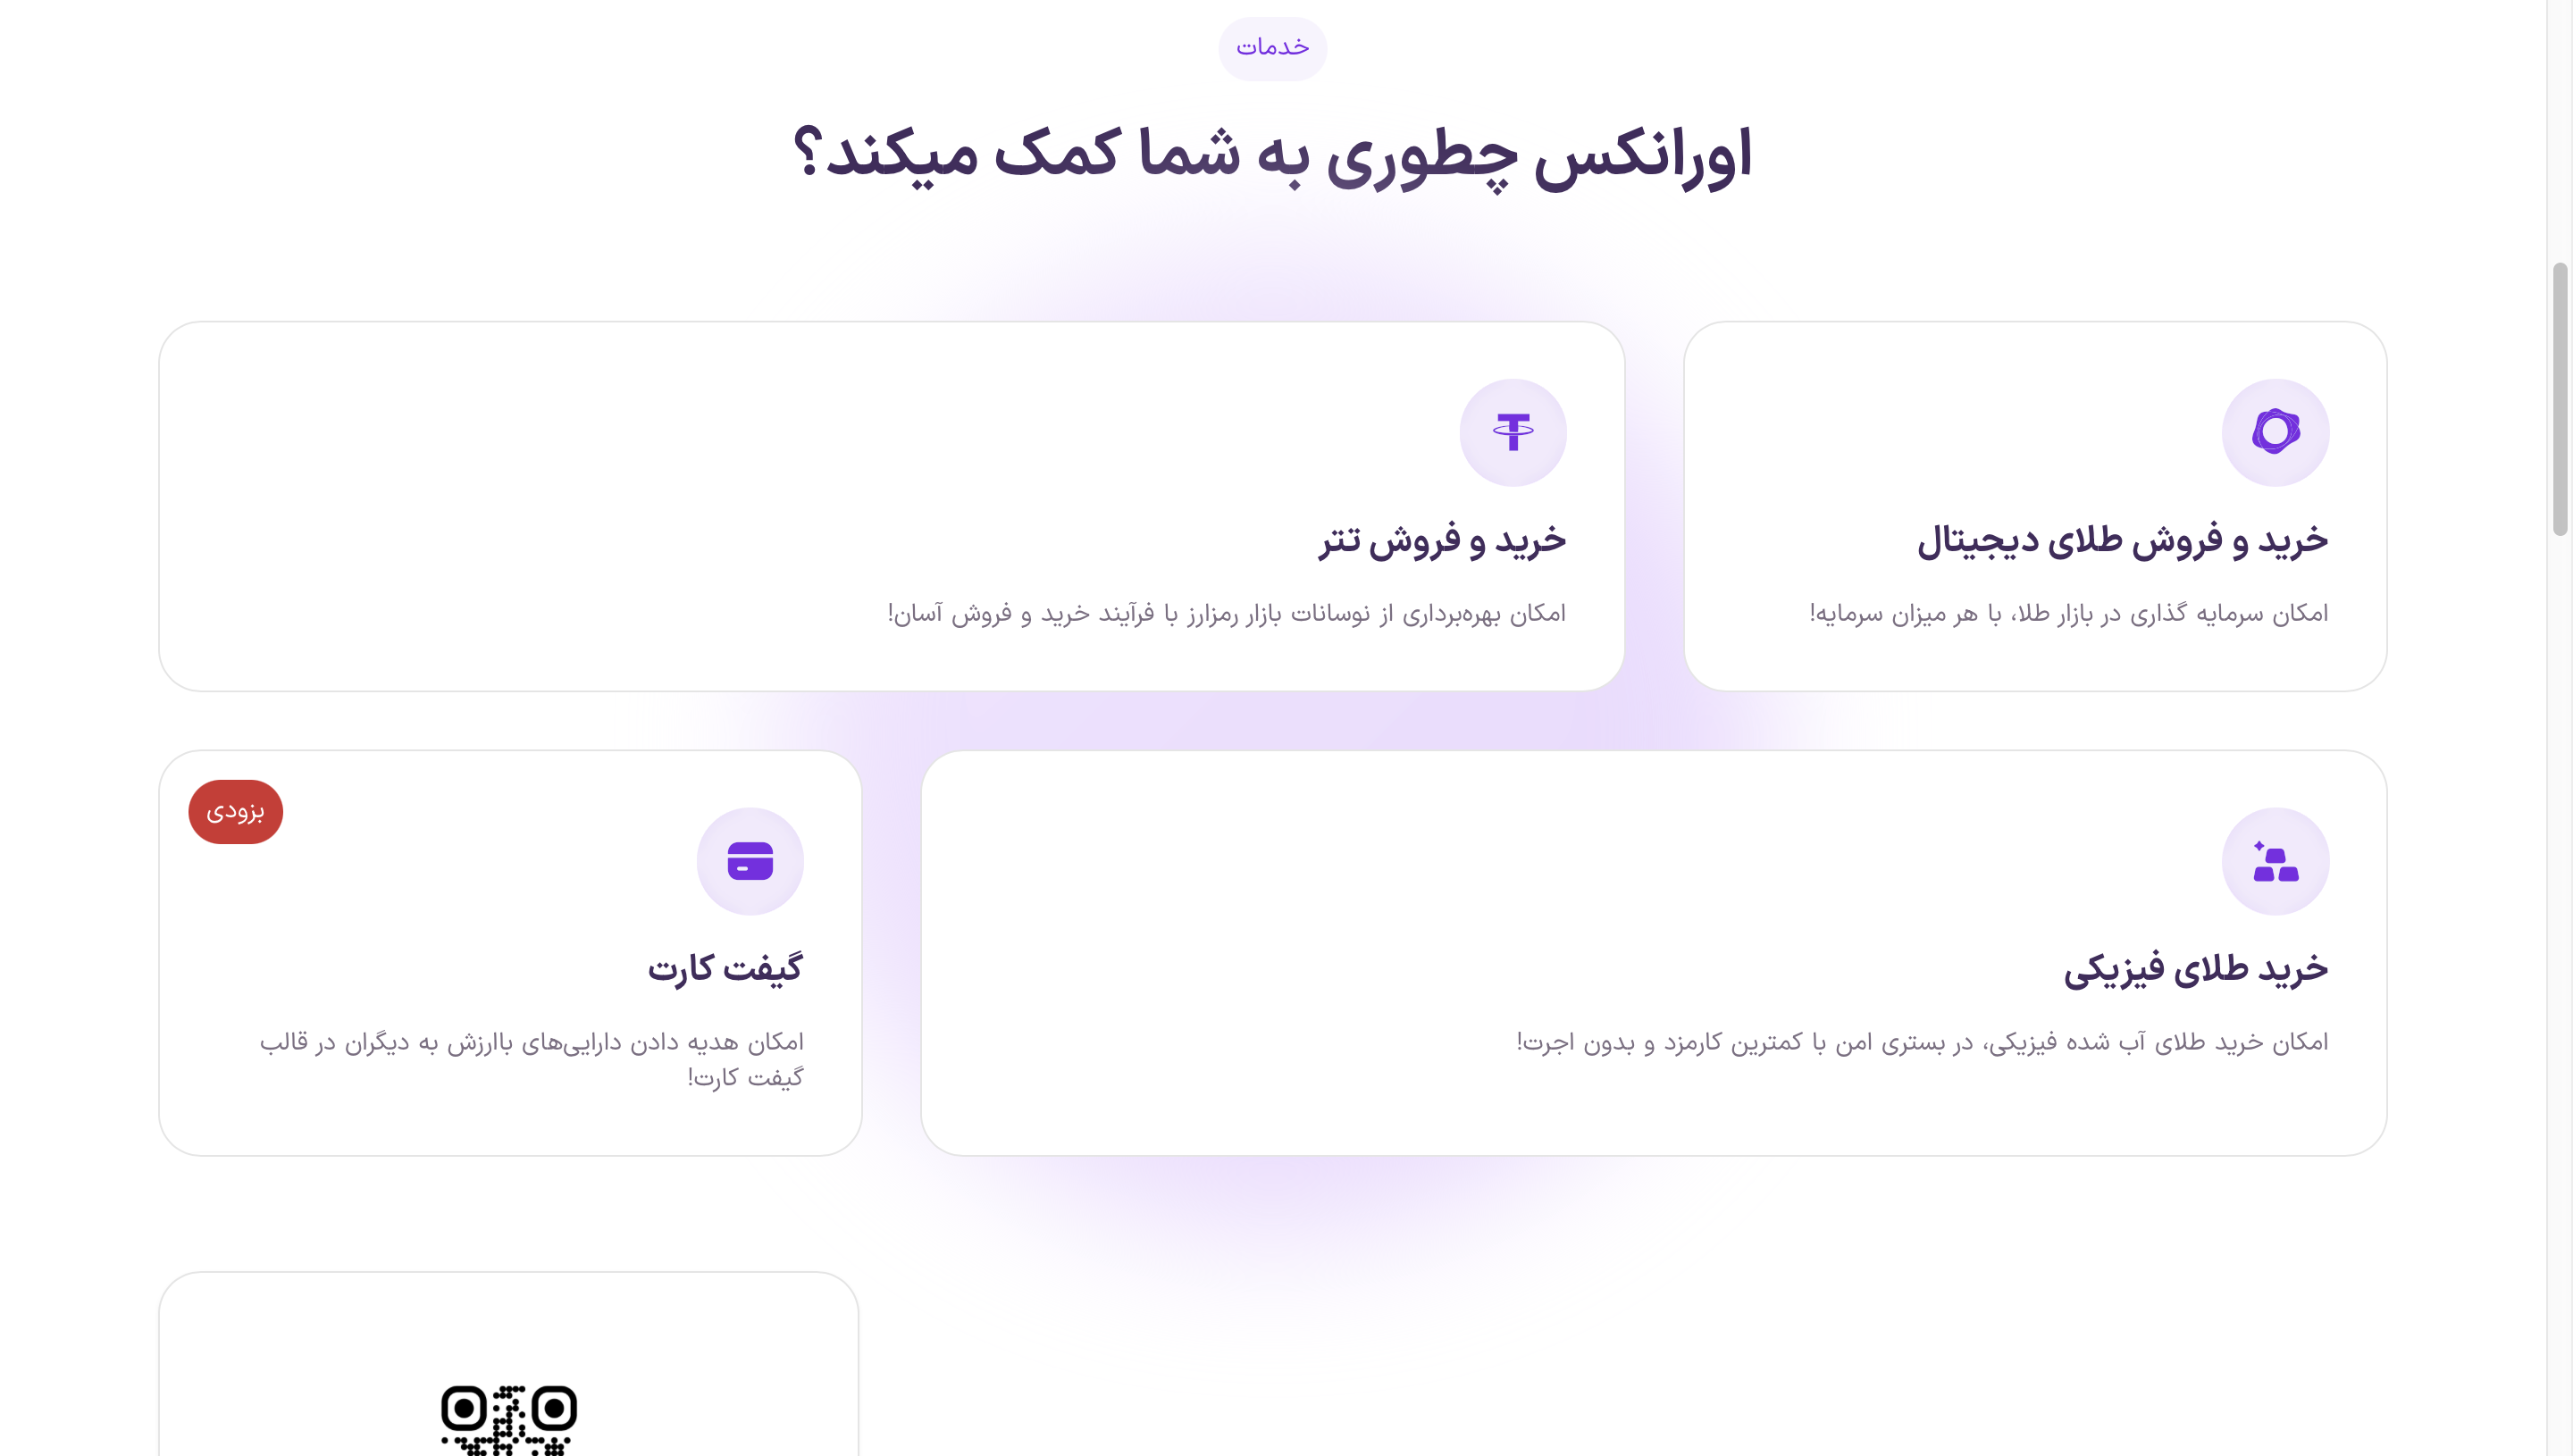 خدمات
اورانکس چطوری به شما کمک میکند؟
خرید و فروش طلای دیجیتال
امکان سرمایه گذاری در بازار طلا، با هر میزان سرمایه!
خرید و فروش تتر
امکان بهره‌برداری از نوسانات بازار رمزارز با فرآیند خرید و فروش آسان!
خرید طلای فیزیکی
امکان خرید طلای آب شده فیزیکی، در بستری امن با کمترین کارمزد و بدون اجرت!
بزودی
گیفت کارت
امکان هدیه دادن دارایی‌های باارزش به دیگران در قالب
گیفت کارت!